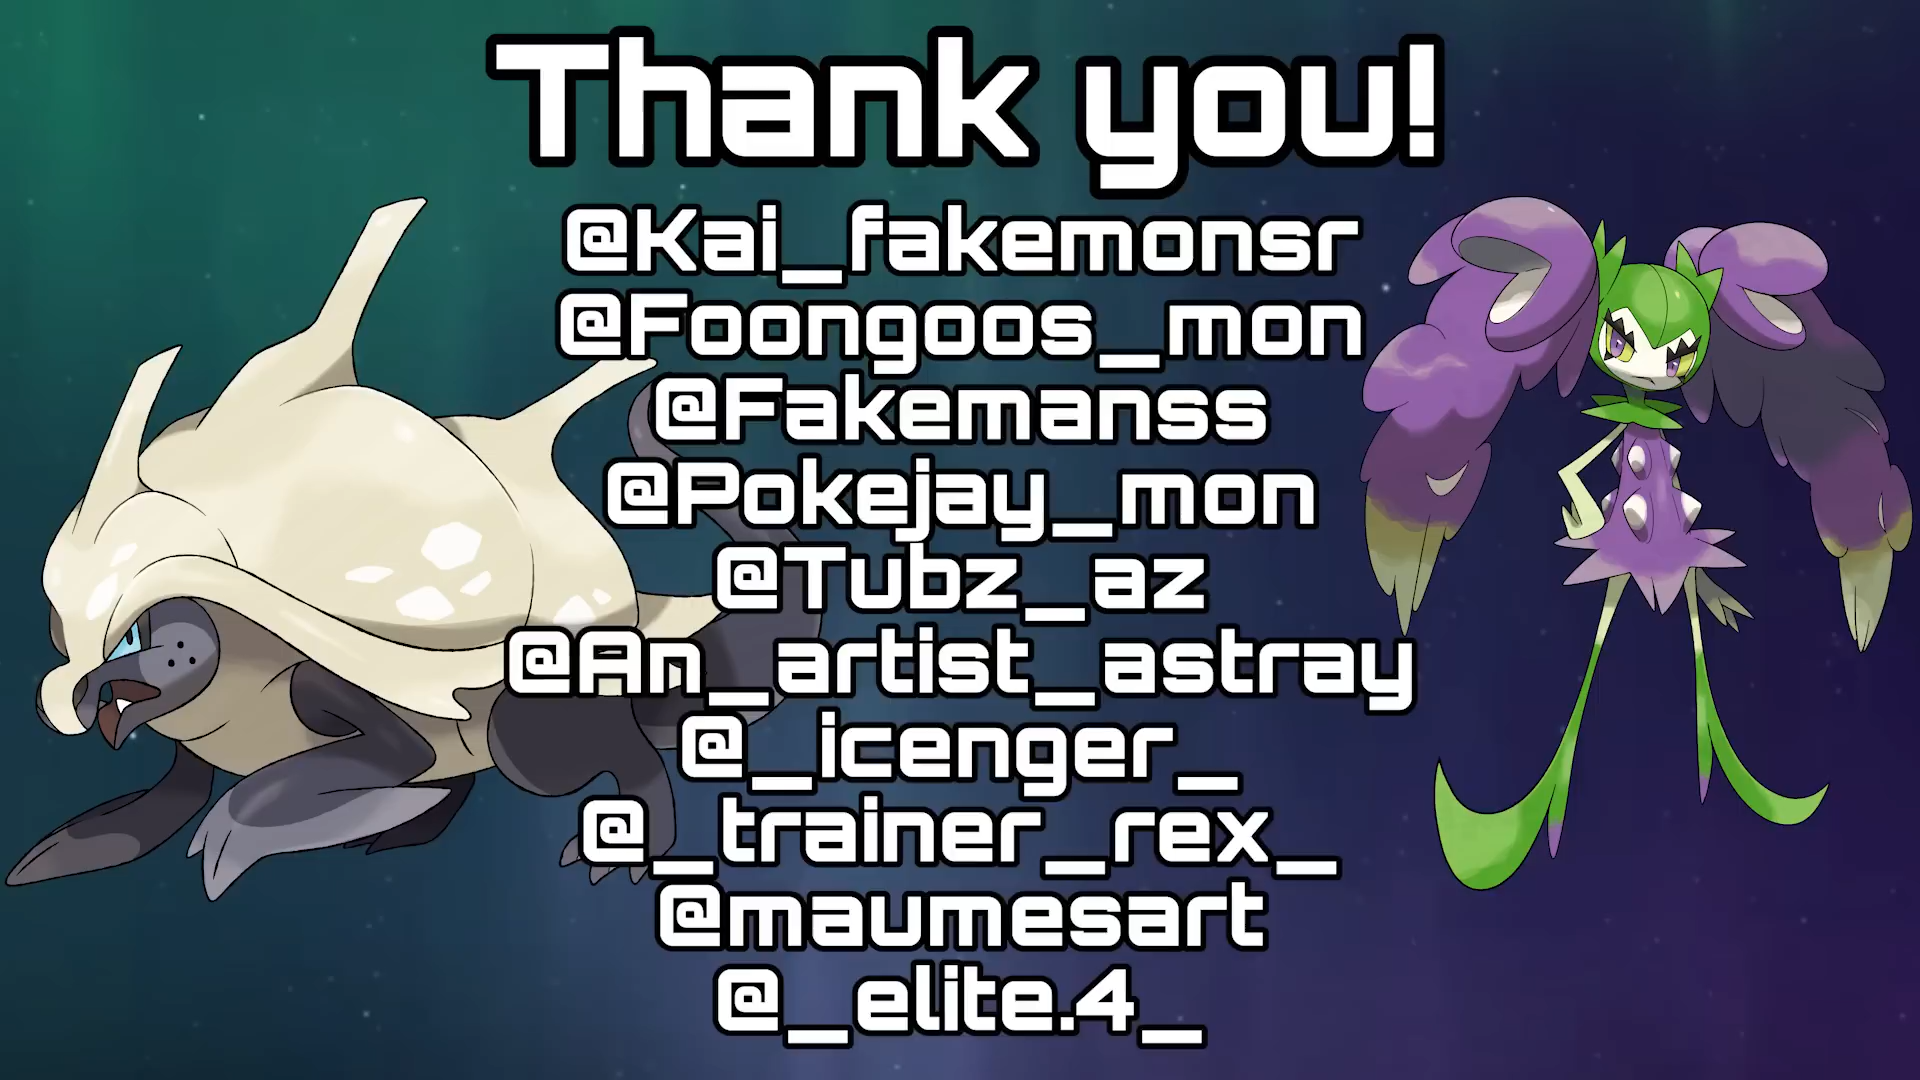 Thank you!
@Kai_fakemonsr
@Foongoos_mon
@Fakemanss
@Pokejay_mon
@Tubz_az
@An_artist_astray
@_icenger_
@_trainer_rex_
@maumesart
@_elite.4_